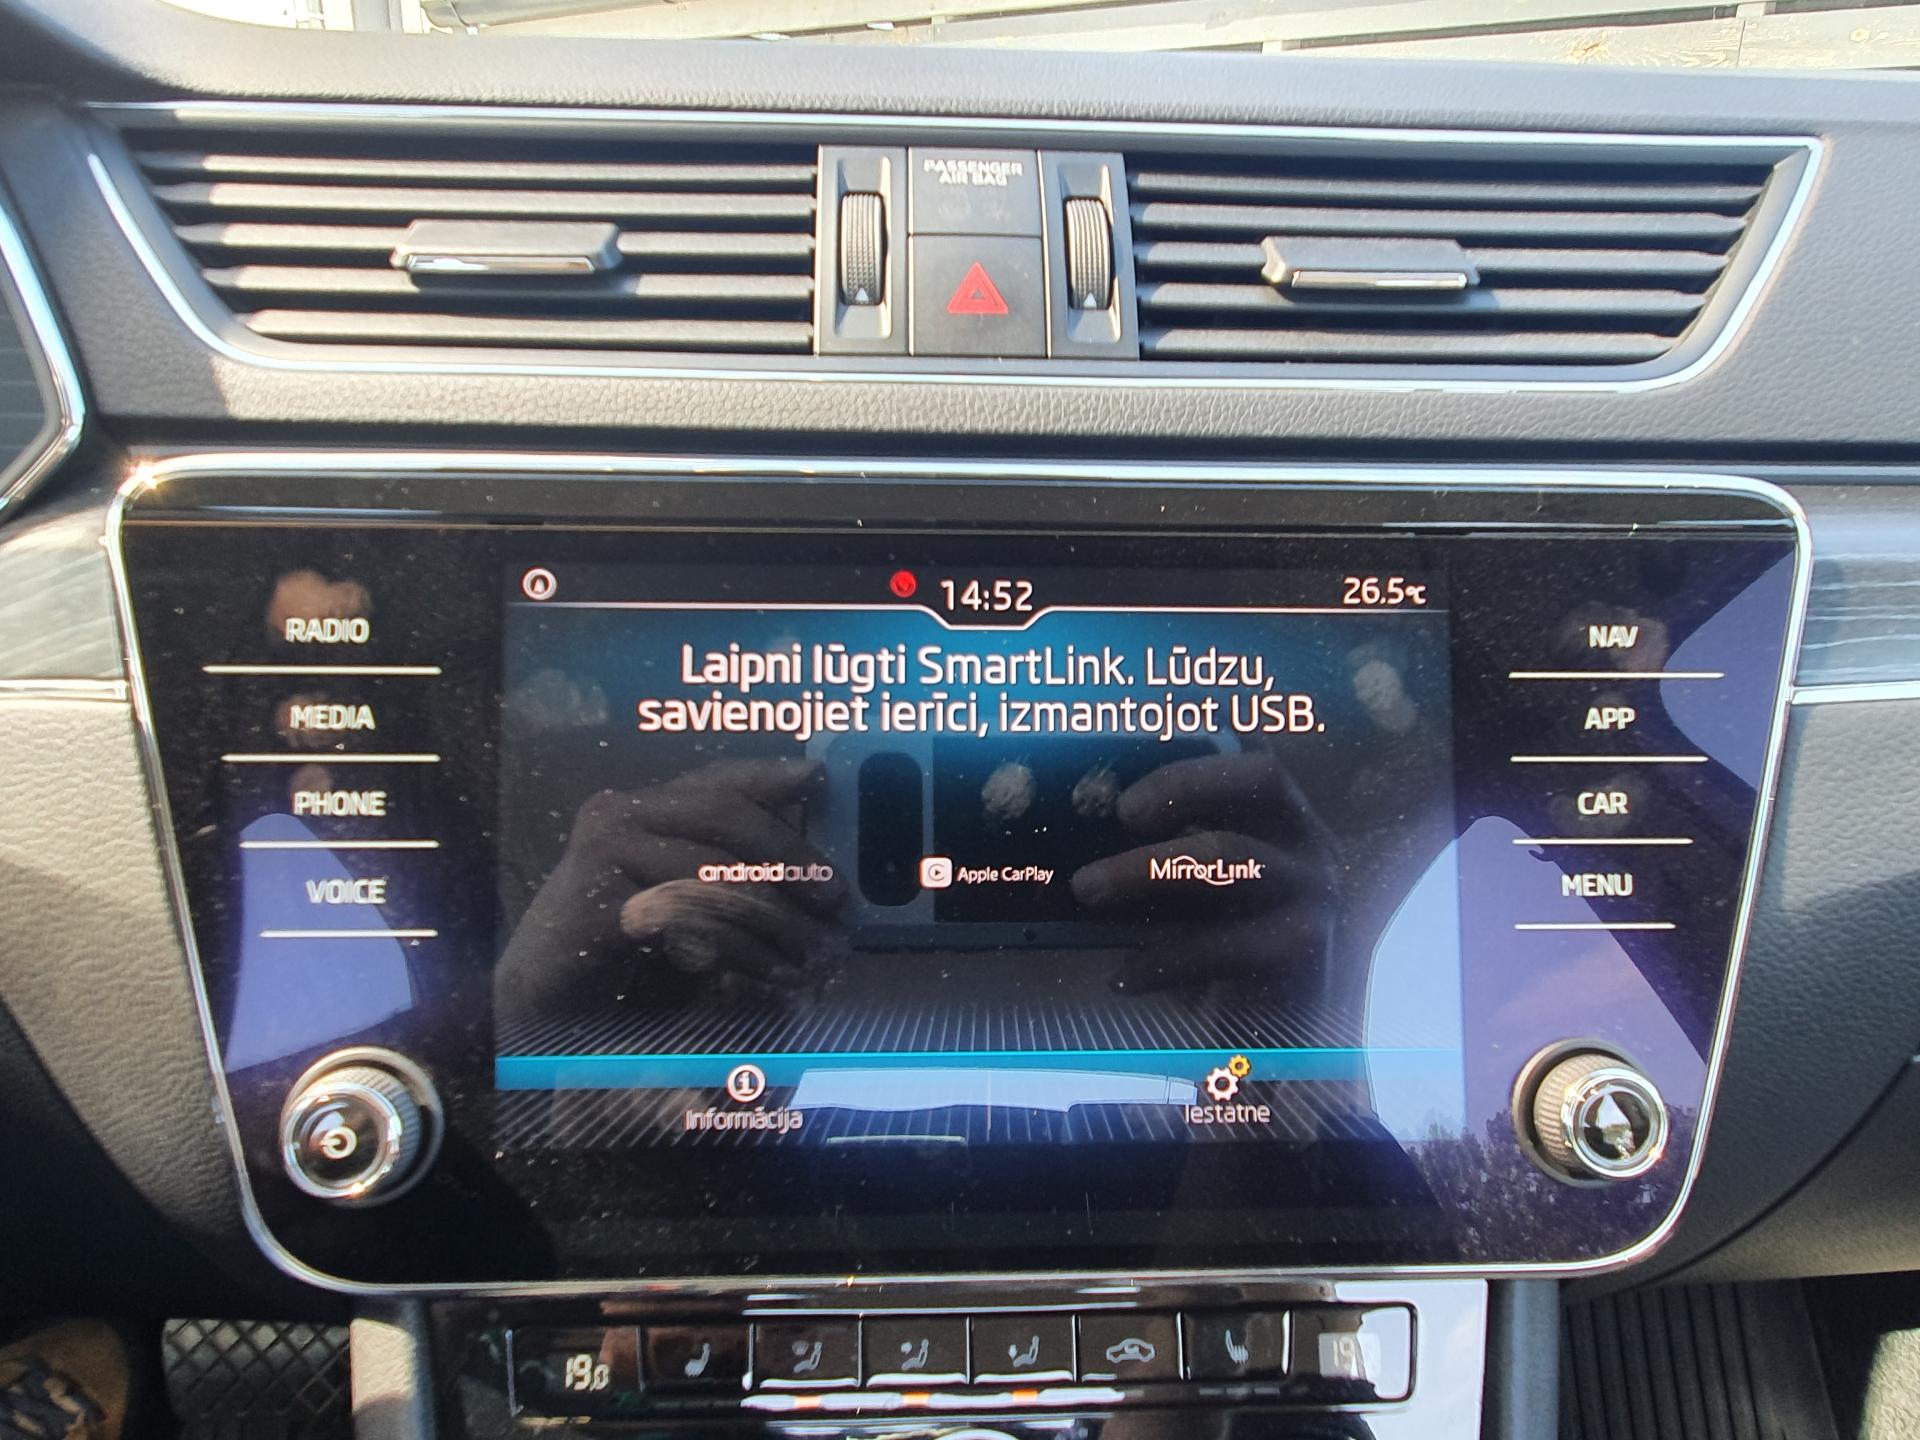 PASSENGER
AIR BAG
14:52
26.5°C
RADIO
MEDIA
PHONE
VOICE
Laipni lūgti SmartLink. Lūdzu,
savienojiet ierīci, izmantojot USB.
androidauto
Apple CarPlay
MirrorLink
Informācija
Iestatne
NAV
APP
CAR
MENU
19.0
19